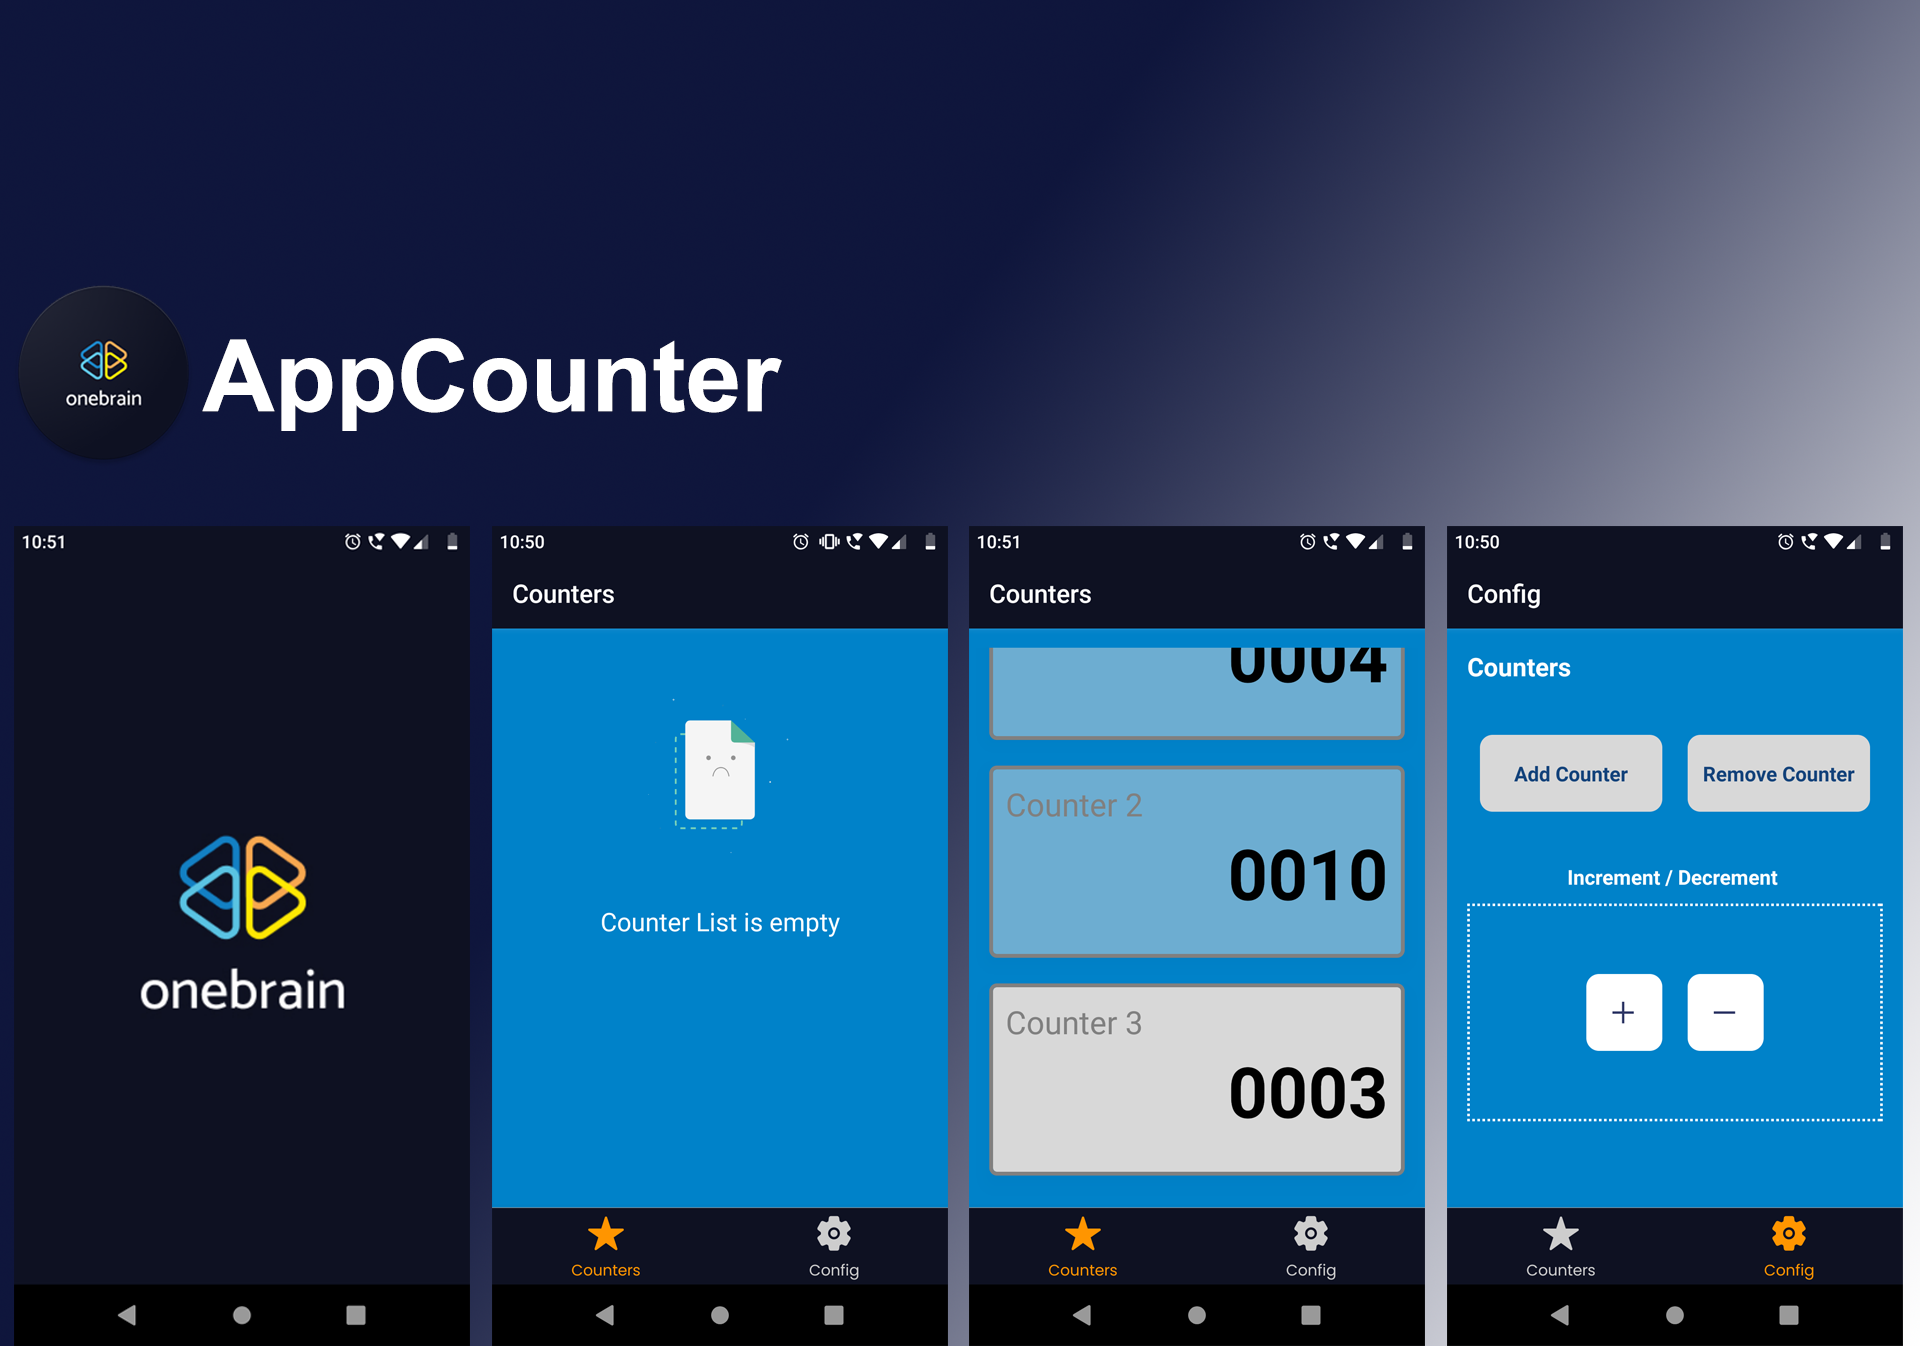 onebrain
AppCounter
10:51
onebrain
10:50
Counters
Counter List is empty
Counters
Config
10:51
Counters
0004
Counter 2
0010
Counter 3
0003
Counters
Config
10:50
Config
Counters
Add Counter
Remove Counter
Increment / Decrement
+
−
Counters
Config